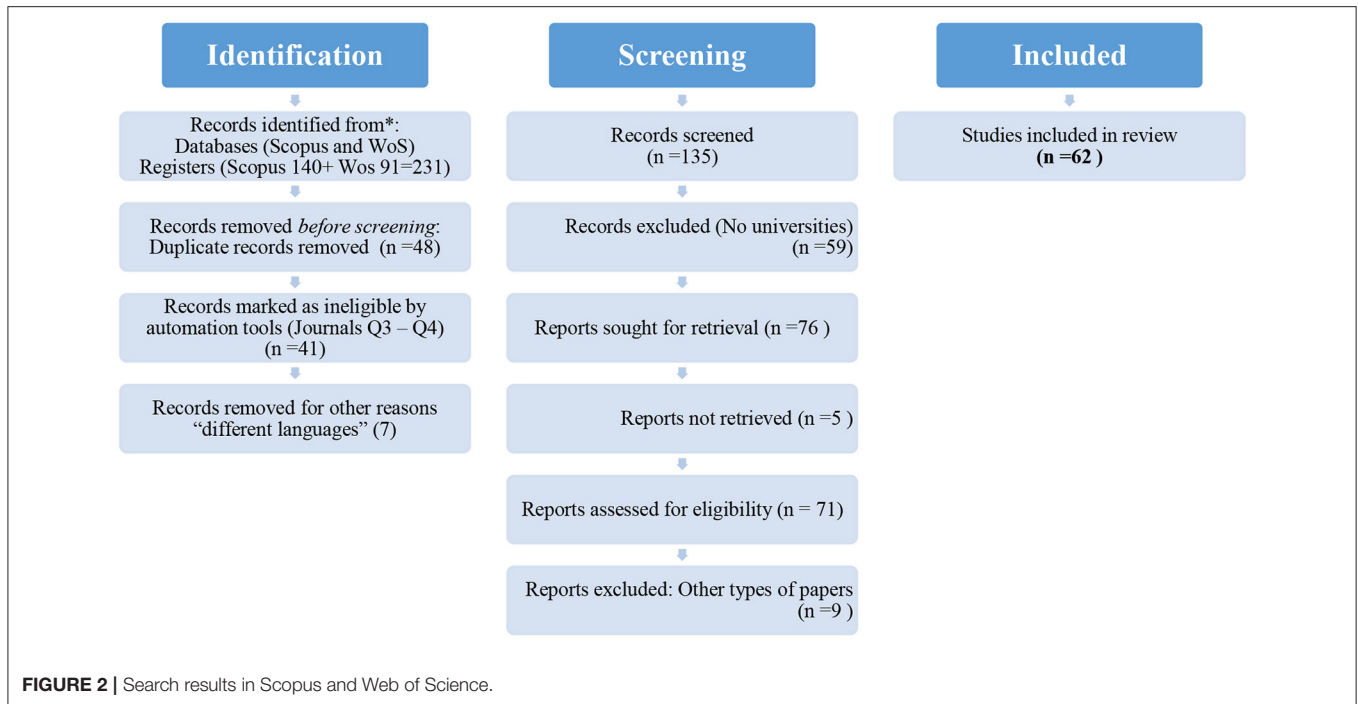 Identification
Records identified from*:
Databases (Scopus and WoS)
Registers (Scopus 140+ Wos 91=231)
Records removed before screening:
Duplicate records removed (n =48)
Records marked as ineligible by
automation tools (Journals Q3 – Q4)
(n =41)
Records removed for other reasons
“different languages” (7)
Screening
Records screened
(n =135)
Records excluded (No universities)
(n =59)
Reports sought for retrieval (n =76 )
Reports not retrieved (n =5 )
Reports assessed for eligibility (n = 71)
Reports excluded: Other types of papers
(n =9 )
Included
Studies included in review
(n =62 )
FIGURE 2 | Search results in Scopus and Web of Science.